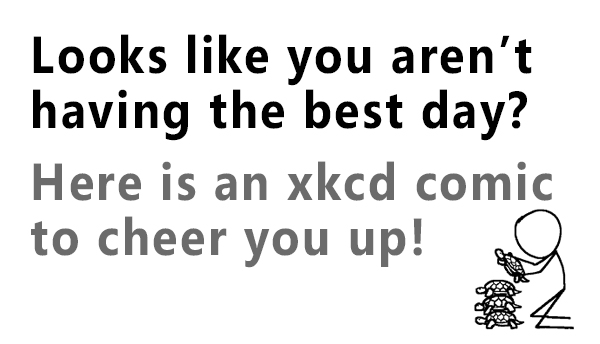 Looks like you aren’t
having the best day?
Here is an xkcd comic
to cheer you up!